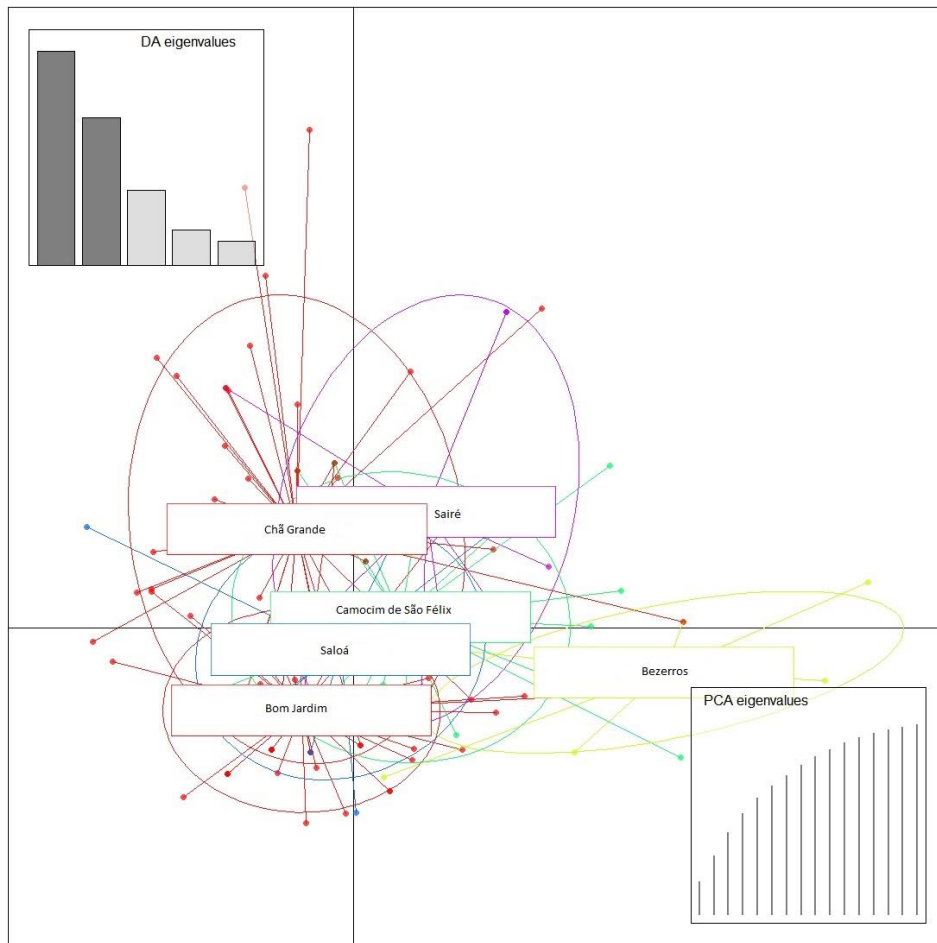 DA eigenvalues
Sairé
Chã Grande
Camocim de São Félix
Saloá
Bezerros
Bom Jardim
PCA eigenvalues